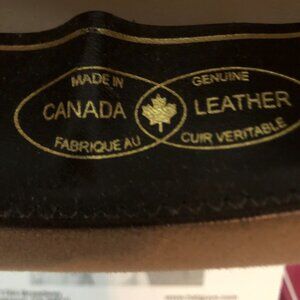 MADE IN
CANADA
FABRIQUE AU
GENUINE
LEATHER
CUIR VERITABLE